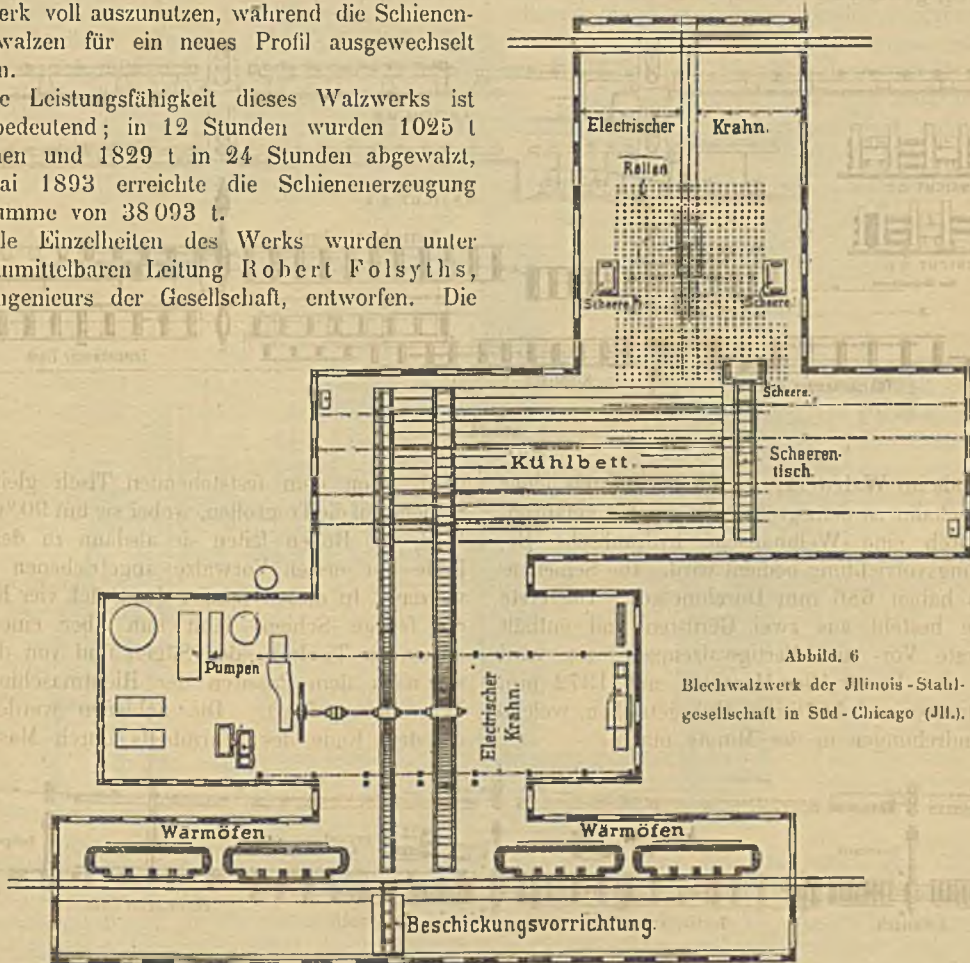 erk voll auszunutzen, während die Schienen-
walzen für ein neues Profil ausgewechselt
n.
e Leistungsfähigkeit dieses Walzwerks ist
bedeutend; in 12 Stunden wurden 1025 t
nen und 1829 t in 24 Stunden abgewalzt,
ai 1893 erreichte die Schienenerzeugung
umme von 38 093 t.
le Einzelheiten des Werks wurden unter
unmittelbaren Leitung Robert Folsyths,
ngenieurs der Gesellschaft, entworfen. Die
Electrischer Krahn.
Rollen
Scheere
Scheere
Scheere.
Kühlbett.
Scheeren-
tisch.
Pumpen
Electrischer
Krahn.
Abbild. 6
Blechwalzwerk der Jllinois-Stahl-
gesellschaft in Süd-Chicago (Jll.).
Wärmöfen
Wärmöfen
Beschickungsvorrichtung.